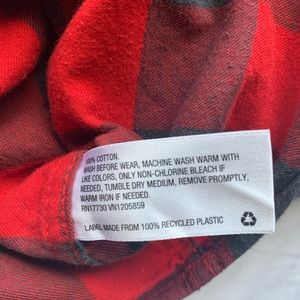 100% COTTON.
WASH BEFORE WEAR, MACHINE WASH WARM WITH
LIKE COLORS, ONLY NON-CHLORINE BLEACH IF
NEEDED, TUMBLE DRY MEDIUM, REMOVE PROMPTLY,
WARM IRON IF NEEDED.
RN17730 VN1205859
LABEL MADE FROM 100% RECYCLED PLASTIC